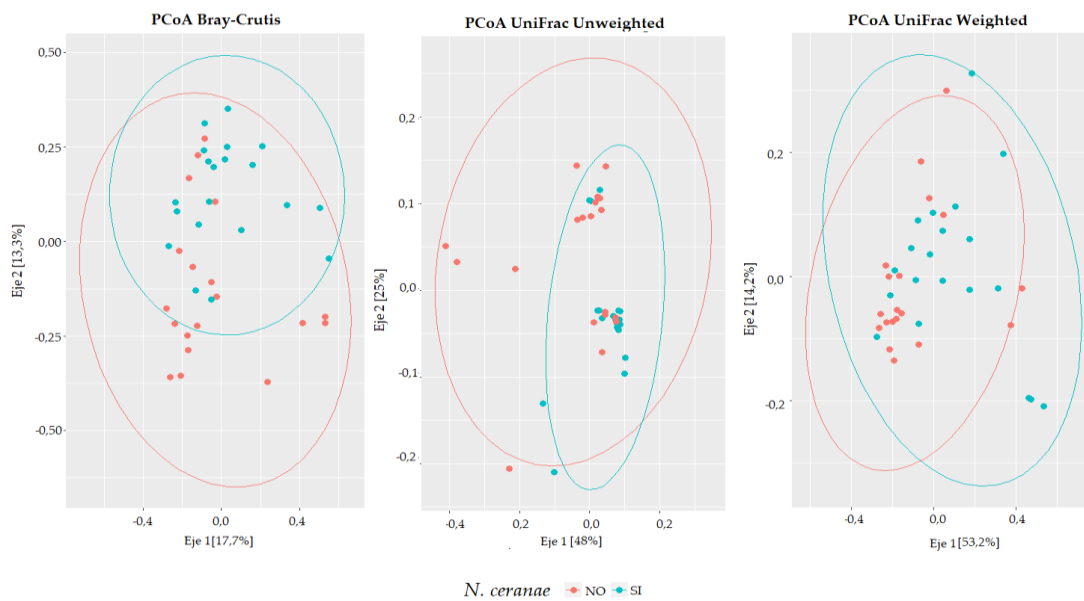 PCoA Bray-Crutis
PCoA UniFrac Unweighted
PCoA UniFrac Weighted
0,50
0,25
0,00
-0,25
-0,50
Eje 2 [13,3%]
-0,4
0,0
0,4
Eje 1[17,7%]
0,2
0,1
0,0
-0,1
-0,2
Eje 2 [25%]
-0,4
0,0
0,2
Eje 1 [48%]
0,2
0,0
-0,2
Eje 2 [14,2%]
-0,4
0,0
0,4
Eje 1 [53,2%]
N. ceranae NO SI